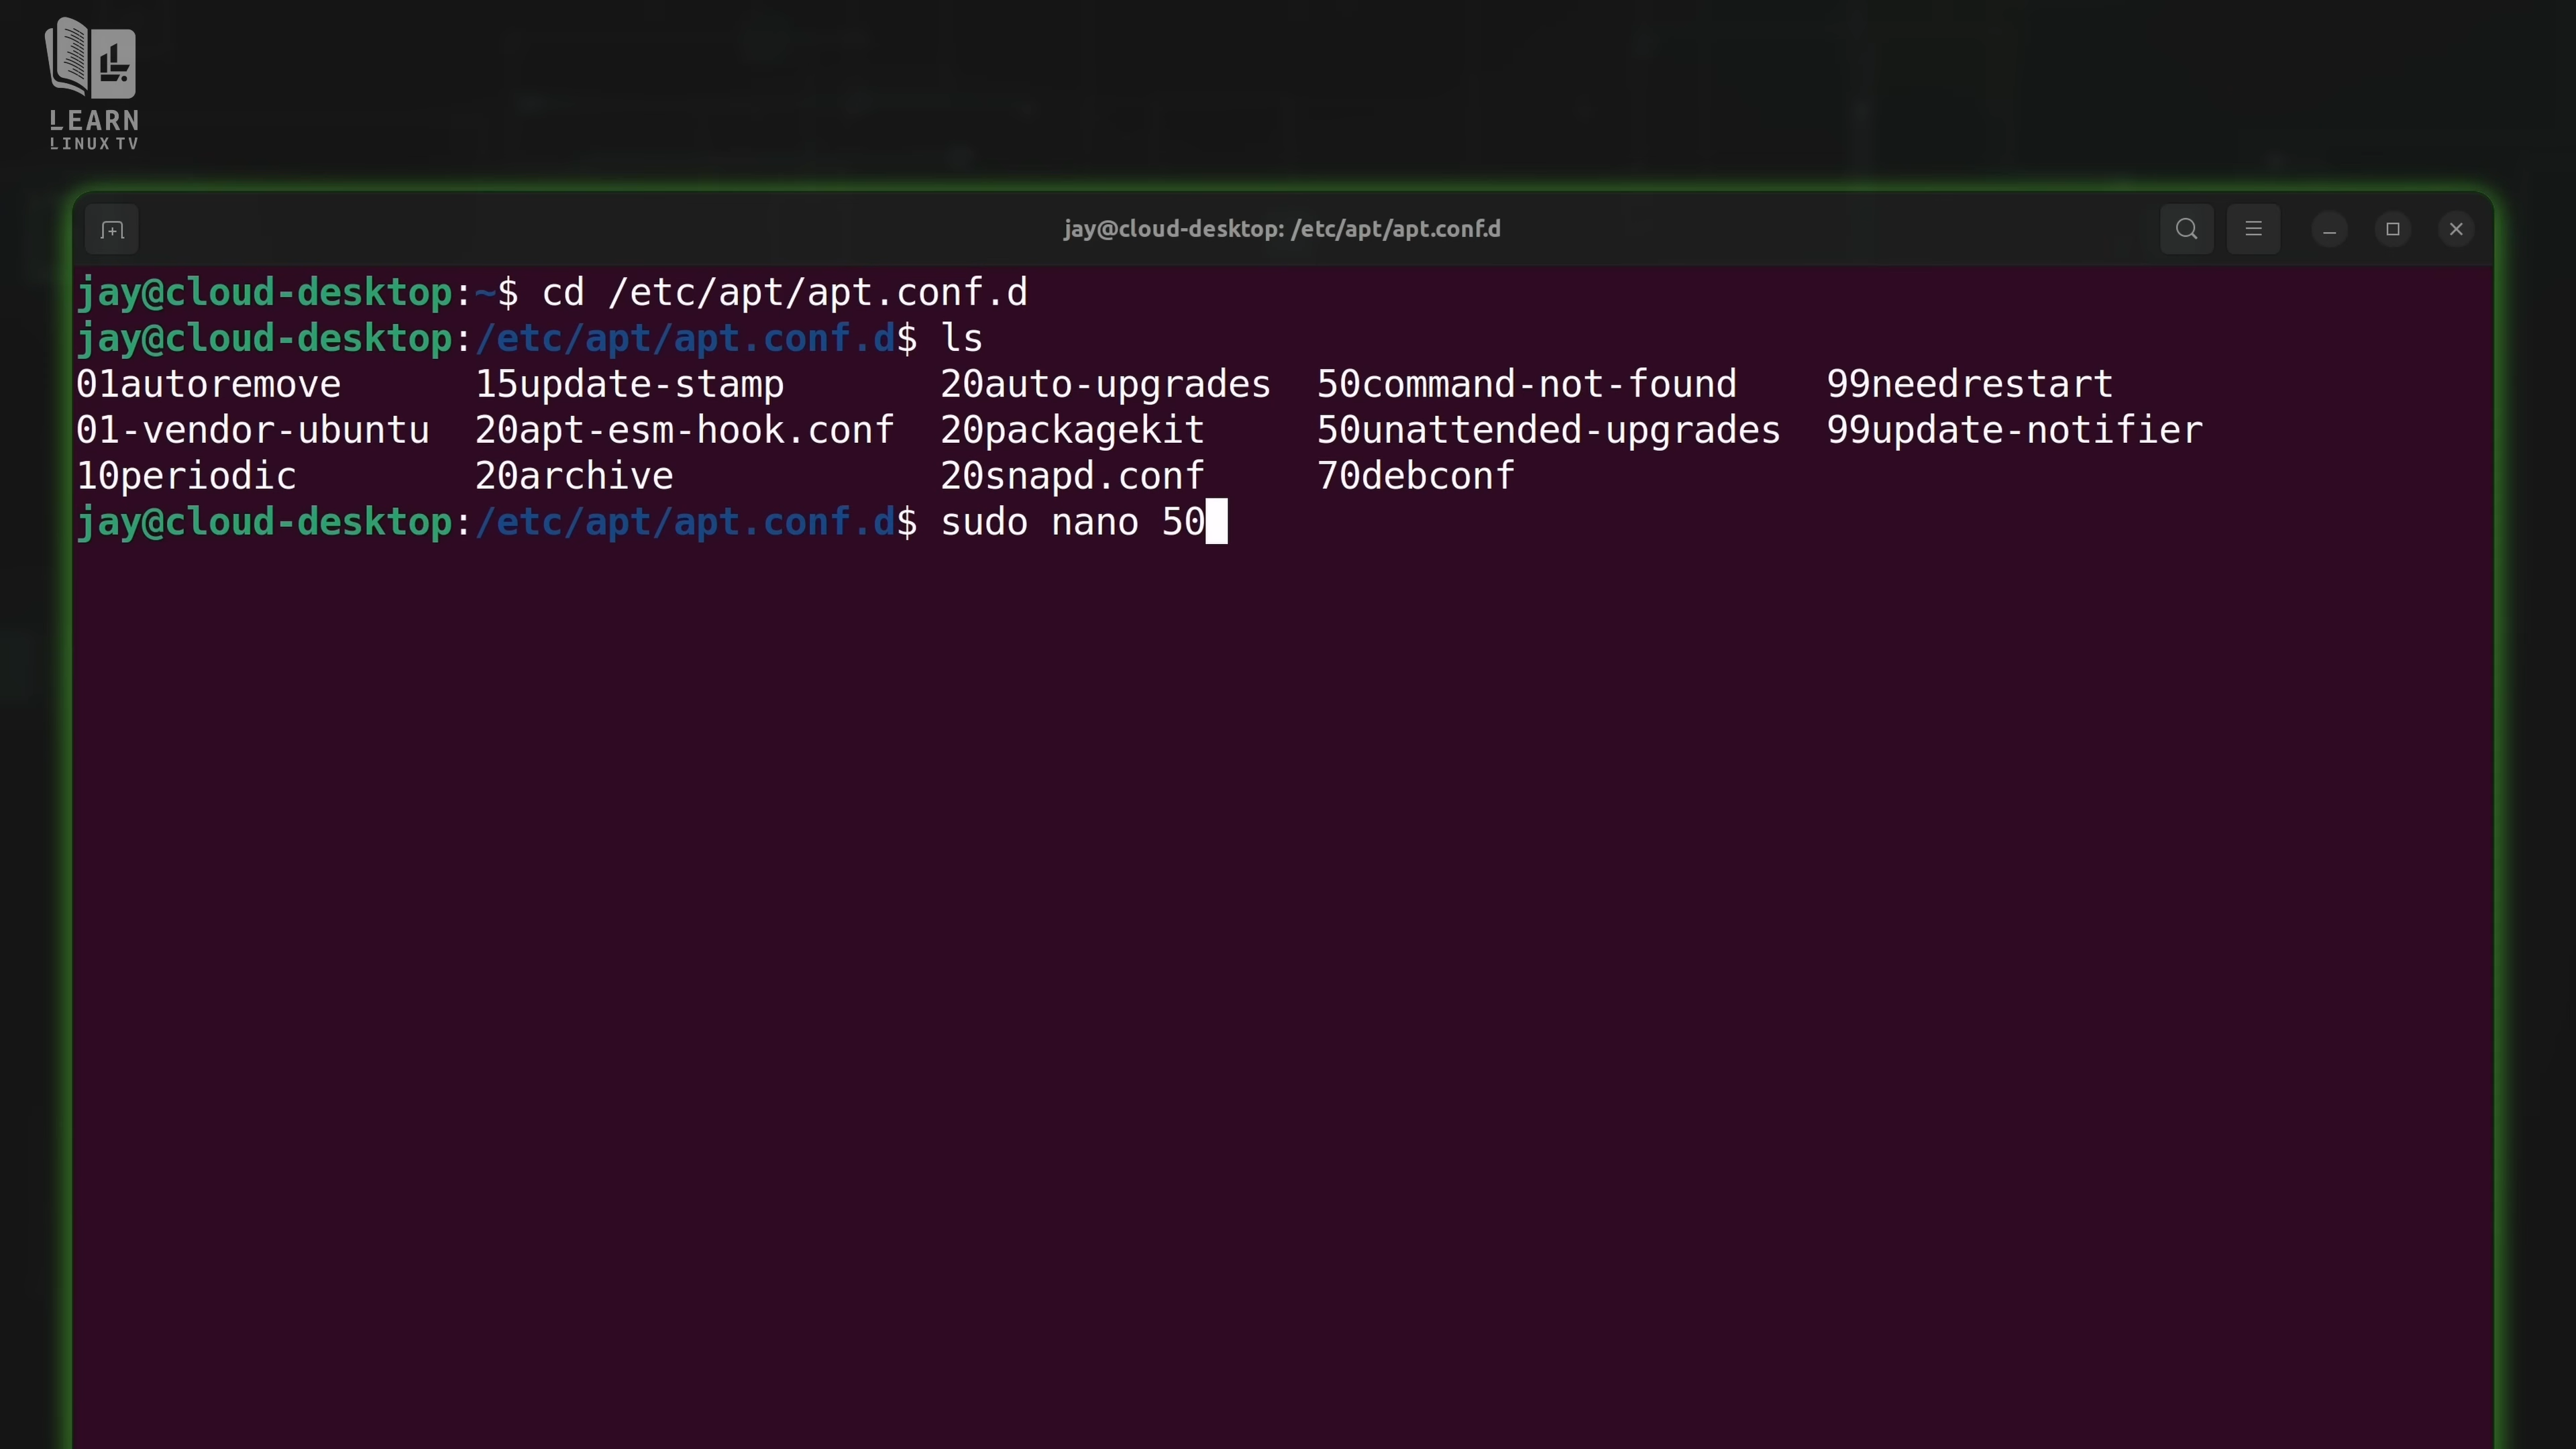 LEARN
LINUX TV
jay@cloud-desktop: /etc/apt/apt.conf.d
jay@cloud-desktop:~$ cd /etc/apt/apt.conf.d
jay@cloud-desktop:/etc/apt/apt.conf.d$ ls
01autoremove 15update-stamp 20auto-upgrades 50command-not-found 99needrestart
01-vendor-ubuntu 20apt-esm-hook.conf 20packagekit 50unattended-upgrades 99update-notifier
10periodic 20archive 20snapd.conf 70debconf
jay@cloud-desktop:/etc/apt/apt.conf.d$ sudo nano 50